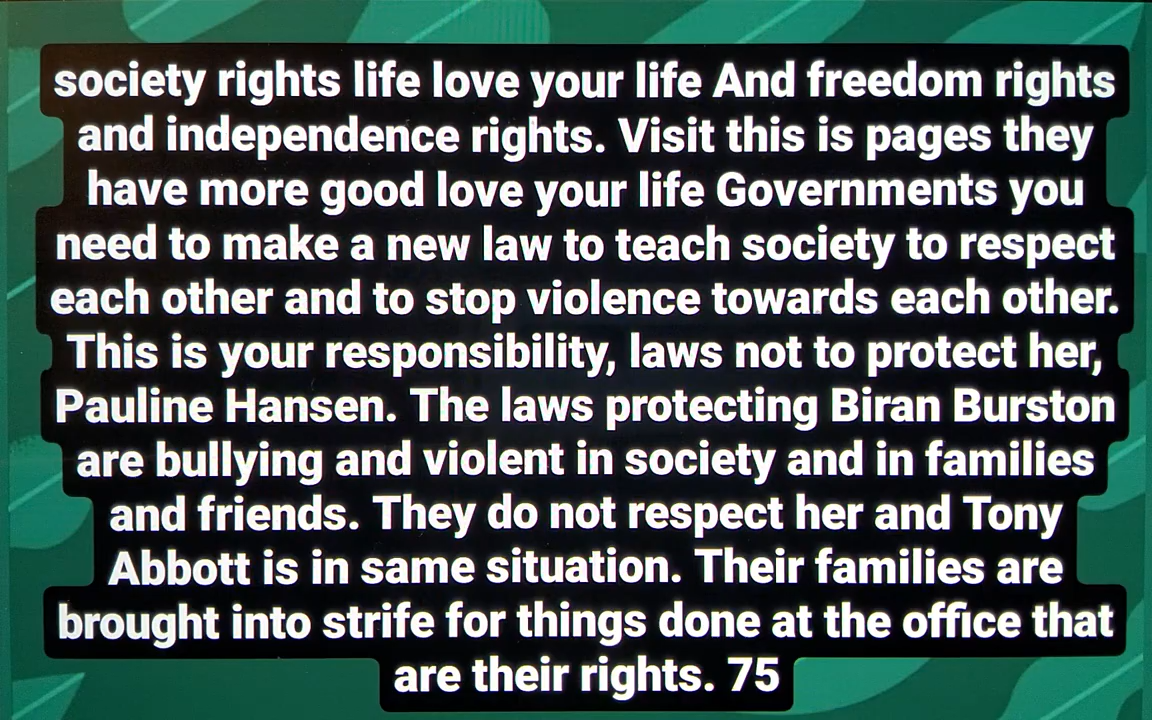 society rights life love your life And freedom rights
and independence rights. Visit this is pages they
have more good love your life Governments you
need to make a new law to teach society to respect
each other and to stop violence towards each other.
This is your responsibility, laws not to protect her,
Pauline Hansen. The laws protecting Biran Burston
are bullying and violent in society and in families
and friends. They do not respect her and Tony
Abbott is in same situation. Their families are
brought into strife for things done at the office that
are their rights. 75